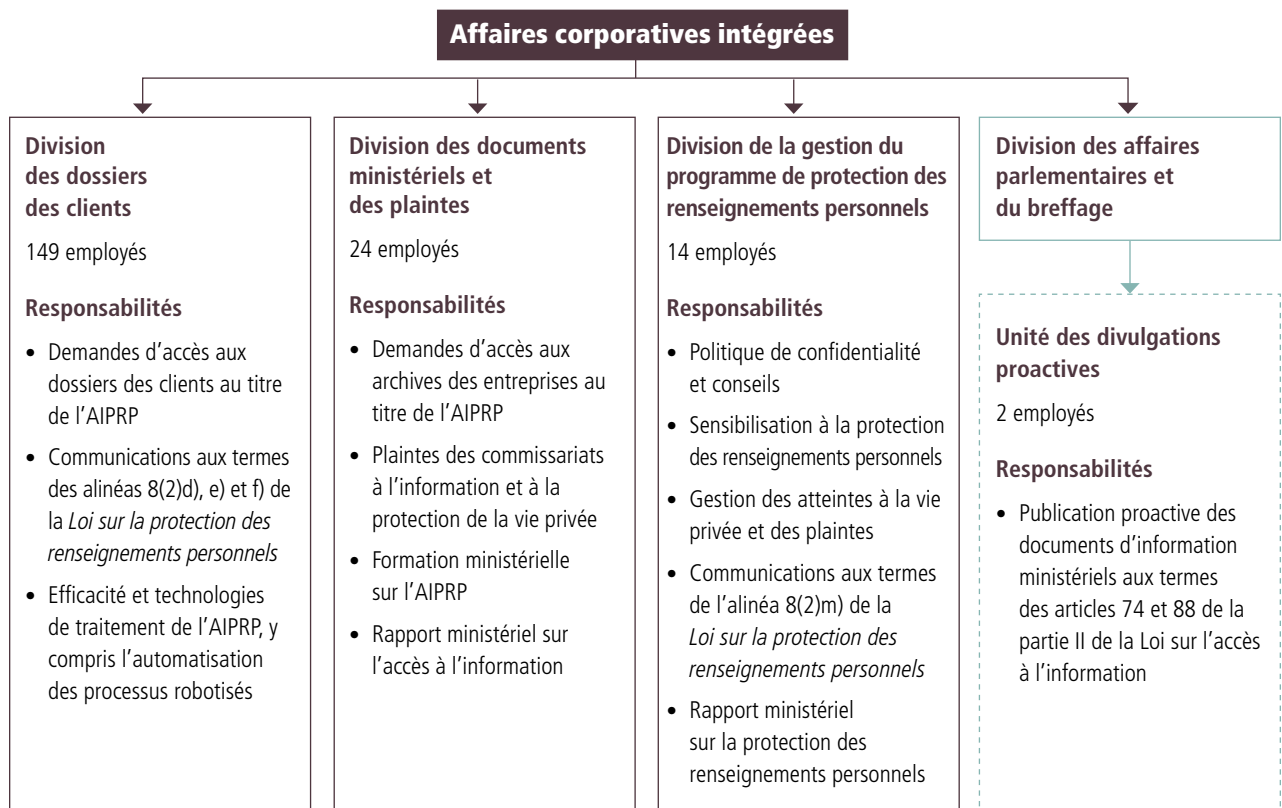 Affaires corporatives intégrées
Division
des dossiers
des clients
149 employés
Responsabilités
• Demandes d'accès aux
dossiers des clients au titre
de l'AIPRP
• Communications aux termes
des alinéas 8(2)d), e) et f) de
la Loi sur la protection des
renseignements personnels
• Efficacité et technologies
de traitement de l'AIPRP, y
compris l'automatisation
des processus robotisés
Division des documents
ministériels et
des plaintes
24 employés
Responsabilités
• Demandes d'accès aux
archives des entreprises au
titre de l'AIPRP
• Plaintes des commissariats
à l'information et à la
protection de la vie privée
• Formation ministérielle
sur l'AIPRP
• Rapport ministériel sur
l'accès à l'information
Division de la gestion du
programme de protection des
renseignements personnels
14 employés
Responsabilités
• Politique de confidentialité
et conseils
• Sensibilisation à la protection
des renseignements personnels
• Gestion des atteintes à la vie
privée et des plaintes
• Communications aux termes
de l'alinéa 8(2)m) de la
Loi sur la protection des
renseignements personnels
• Rapport ministériel
sur la protection des
renseignements personnels
Division des affaires
parlementaires et
du breffage
Unité des divulgations
proactives
2 employés
Responsabilités
• Publication proactive des
documents d'information
ministériels aux termes
des articles 74 et 88 de la
partie II de la Loi sur l'accès
à l'information